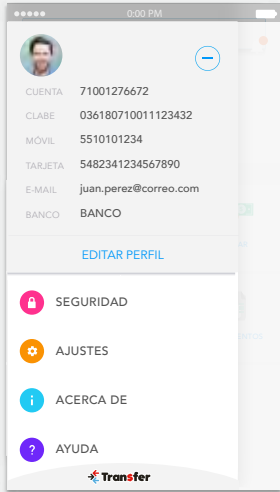 0:00 PM
CUENTA 71001276672
CLABE 036180710011123432
MÓVIL 5510101234
TARJETA 5482341234567890
E-MAIL juan.perez@correo.com
BANCO BANCO
EDITAR PERFIL
SEGURIDAD
AJUSTES
ACERCA DE
AYUDA
Transfer